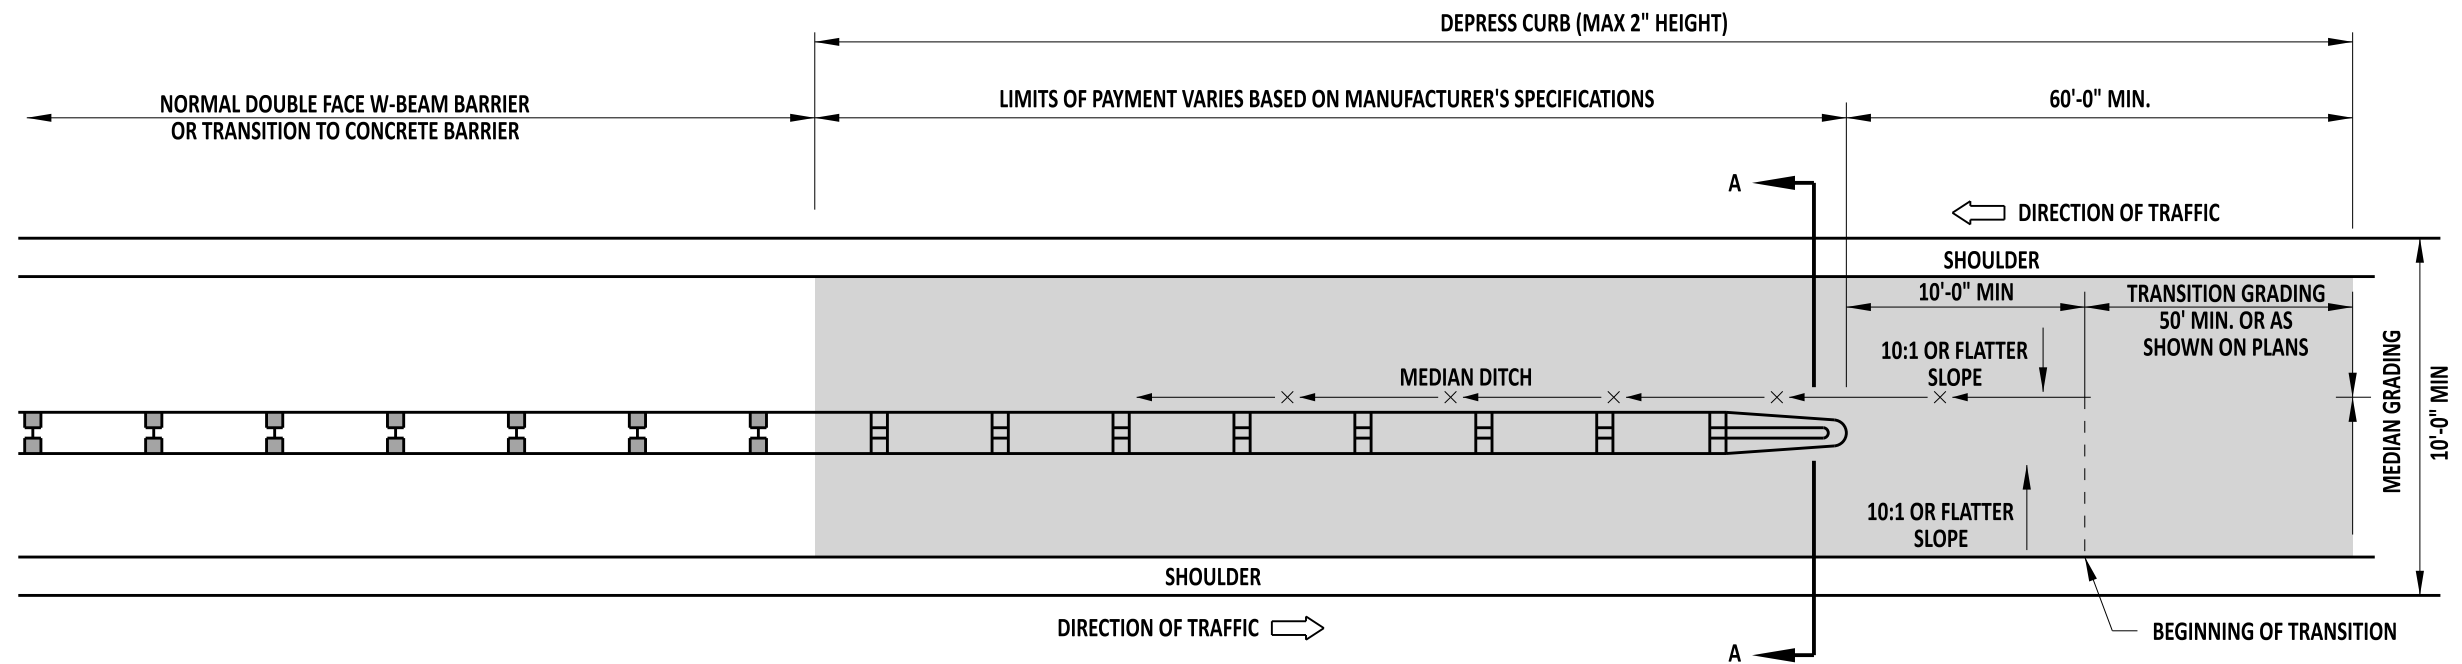 DEPRESS CURB (MAX 2" HEIGHT)
NORMAL DOUBLE FACE W-BEAM BARRIER
OR TRANSITION TO CONCRETE BARRIER
LIMITS OF PAYMENT VARIES BASED ON MANUFACTURER'S SPECIFICATIONS
60'-0" MIN.
A
DIRECTION OF TRAFFIC
SHOULDER
10'-0" MIN
TRANSITION GRADING
50' MIN. OR AS
SHOWN ON PLANS
10:1 OR FLATTER
SLOPE
MEDIAN DITCH
MEDIAN GRADING
10'-0" MIN
10:1 OR FLATTER
SLOPE
SHOULDER
DIRECTION OF TRAFFIC
A
BEGINNING OF TRANSITION